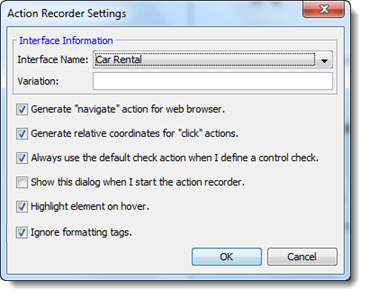 Action Recorder Settings
Interface Information
Interface Name: Car Rental
Variation:
Generate "navigate" action for web browser.
Generate relative coordinates for "click" actions.
Always use the default check action when I define a control check.
Show this dialog when I start the action recorder.
Highlight element on hover.
Ignore formatting tags.
OK Cancel